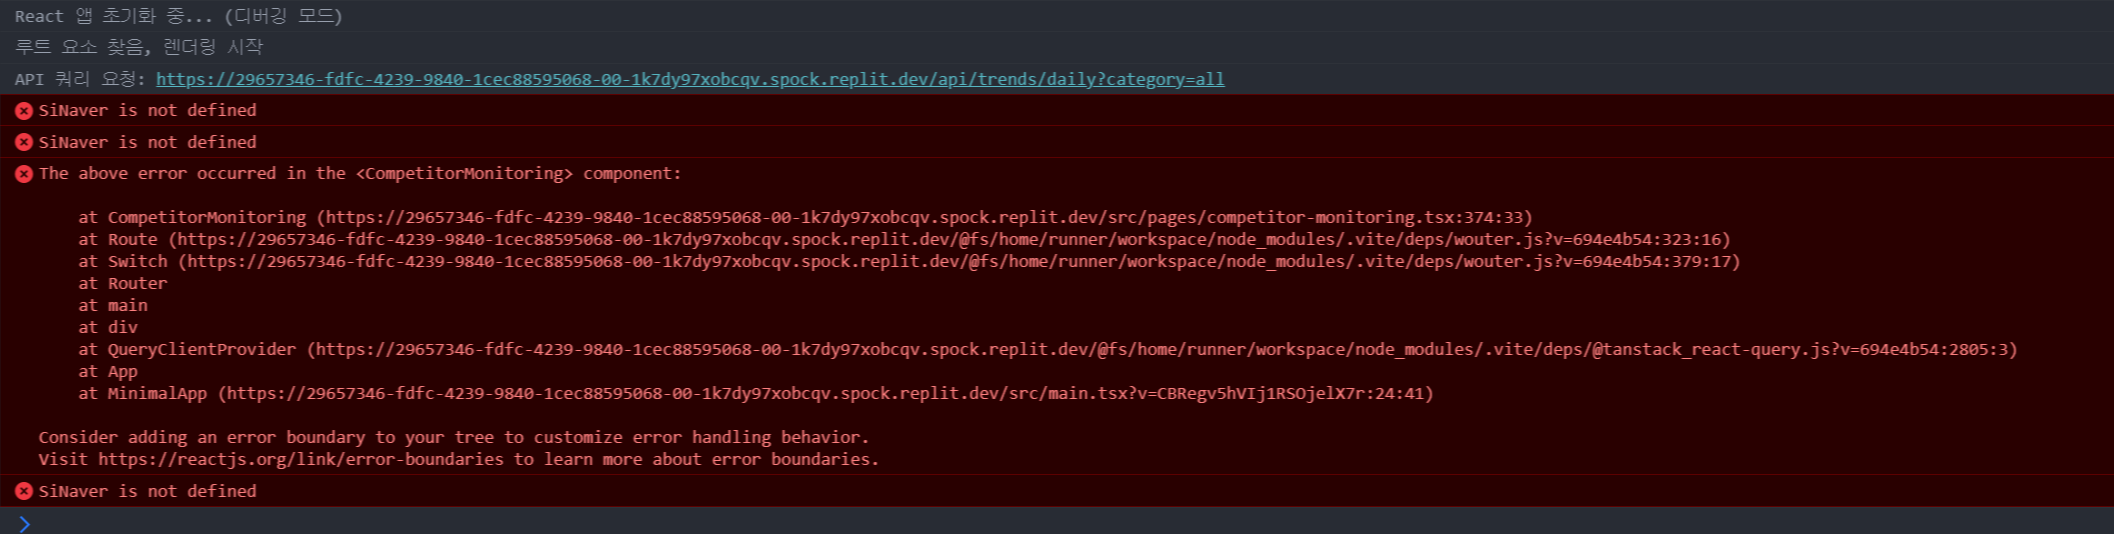 React 앱 초기화 중... (디버깅 모드)
루트 요소 찾음, 렌더링 시작
API 쿼리 요청: https://29657346-fdfc-4239-9840-1cec88595068-00-1k7dy97xobcqv.spock.replit.dev/api/trends/daily?category=all
SiNaver is not defined
SiNaver is not defined
The above error occurred in the <CompetitorMonitoring> component:
at CompetitorMonitoring (https://29657346-fdfc-4239-9840-1cec88595068-00-1k7dy97xobcqv.spock.replit.dev/src/pages/competitor-monitoring.tsx:374:33)
at Route (https://29657346-fdfc-4239-9840-1cec88595068-00-1k7dy97xobcqv.spock.replit.dev/@fs/home/runner/workspace/node_modules/.vite/deps/wouter.js?v=694e4b54:323:16)
at Switch (https://29657346-fdfc-4239-9840-1cec88595068-00-1k7dy97xobcqv.spock.replit.dev/@fs/home/runner/workspace/node_modules/.vite/deps/wouter.js?v=694e4b54:379:17)
at Router
at main
at div
at QueryClientProvider (https://29657346-fdfc-4239-9840-1cec88595068-00-1k7dy97xobcqv.spock.replit.dev/@fs/home/runner/workspace/node_modules/.vite/deps/@tanstack_react-query.js?v=694e4b54:2805:3)
at App
at MinimalApp (https://29657346-fdfc-4239-9840-1cec88595068-00-1k7dy97xobcqv.spock.replit.dev/src/main.tsx?v=CBRegv5hVIj1RSOjelX7r:24:41)
Consider adding an error boundary to your tree to customize error handling behavior.
Visit https://reactjs.org/link/error-boundaries to learn more about error boundaries.
SiNaver is not defined